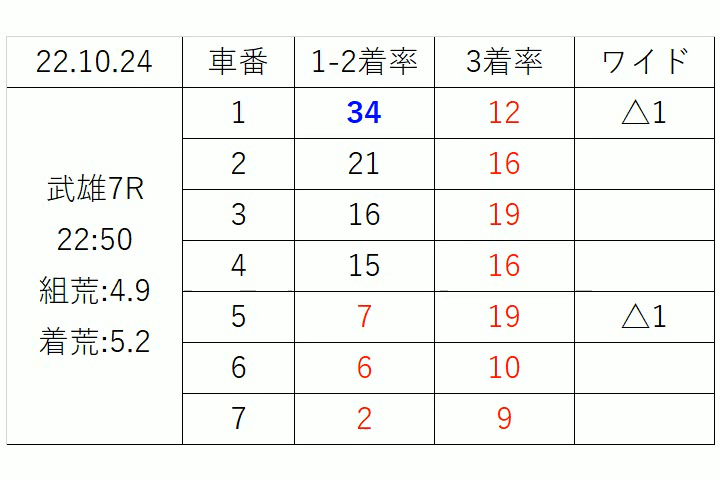 22.10.24 車番 1-2着率 3着率 ワイド
武雄7R
22:50
組荒:4.9
着荒:5.2
1 34 12 △1
2 21 16
3 16 19
4 15 16
5 7 19 △1
6 6 10
7 2 9